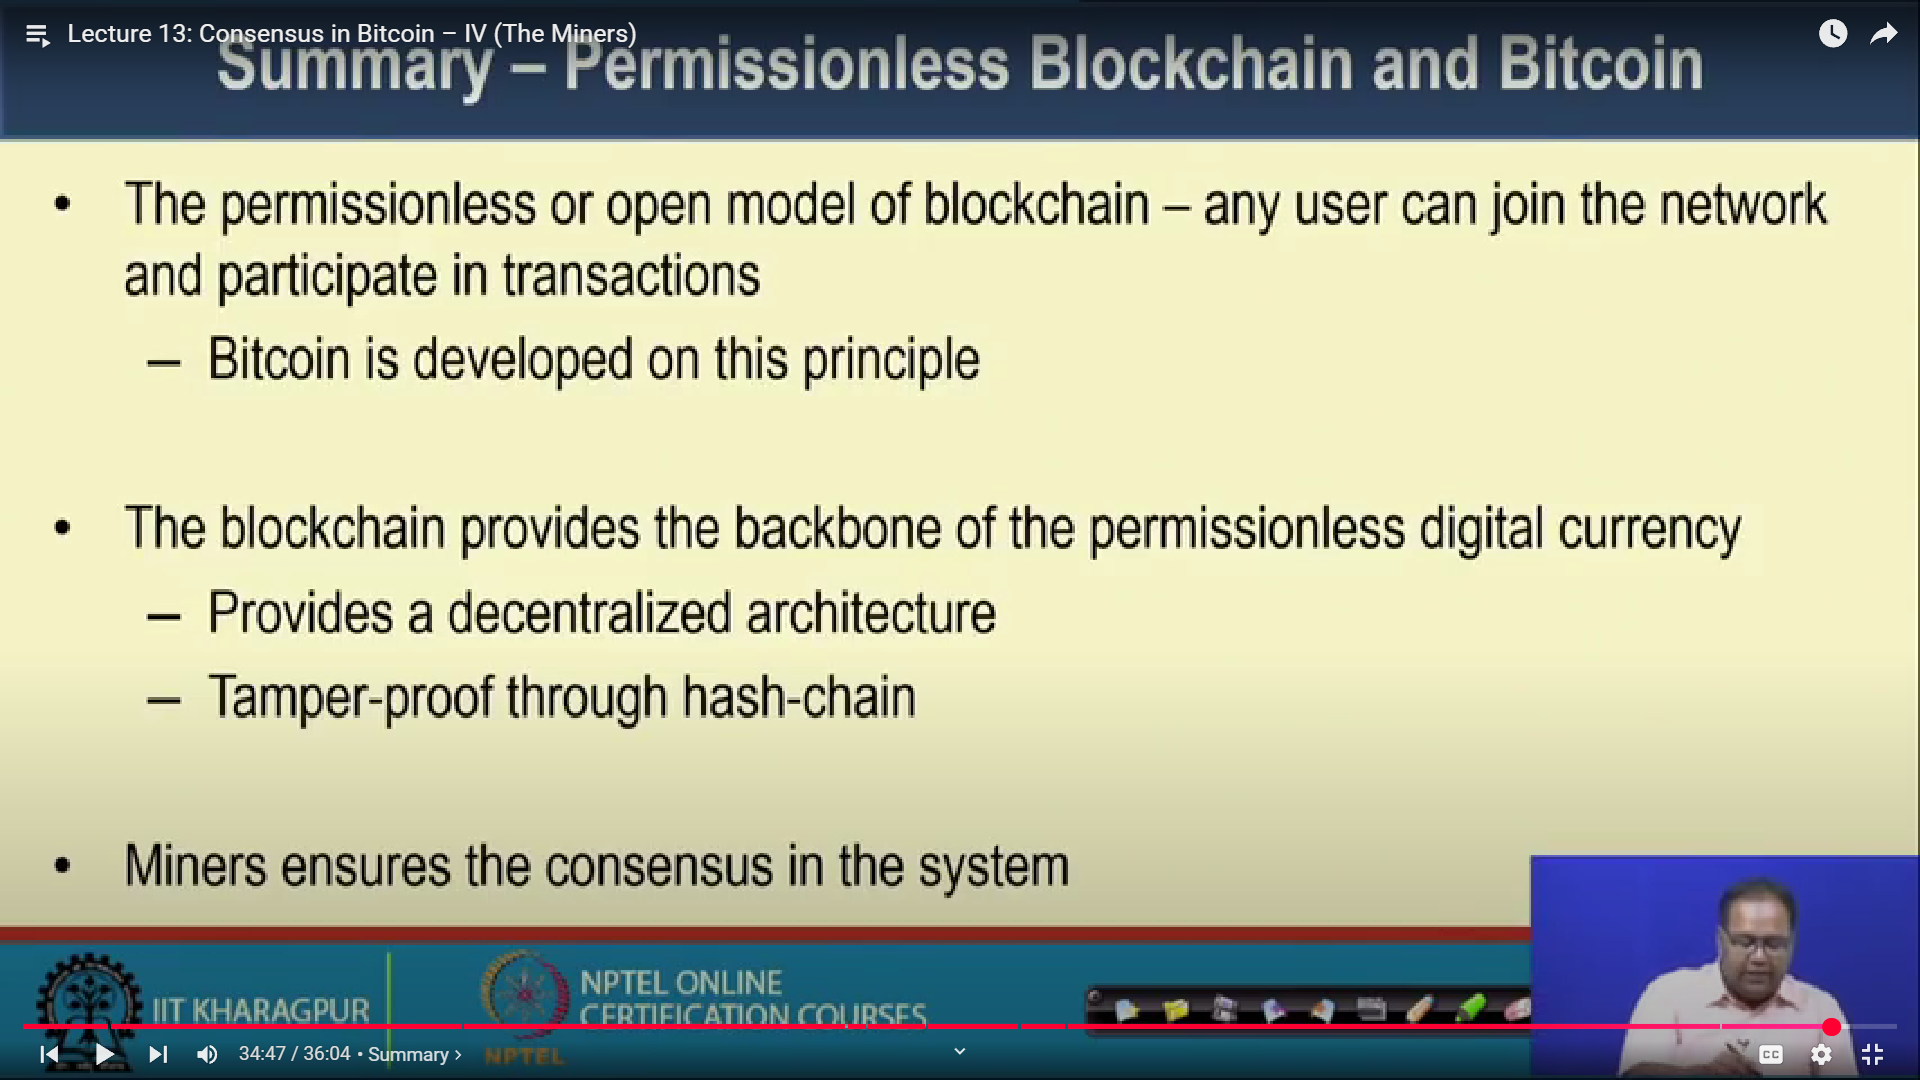 Lecture 13: Consensus in Bitcoin – IV (The Miners)
Summary – Permissionless Blockchain and Bitcoin
• The permissionless or open model of blockchain – any user can join the network
and participate in transactions
– Bitcoin is developed on this principle
• The blockchain provides the backbone of the permissionless digital currency
– Provides a decentralized architecture
– Tamper-proof through hash-chain
• Miners ensures the consensus in the system
IIT KHARAGPUR
NPTEL ONLINE
CERTIFICATION COURSES
NPTEL
34:47 / 36:04 • Summary ›
CC